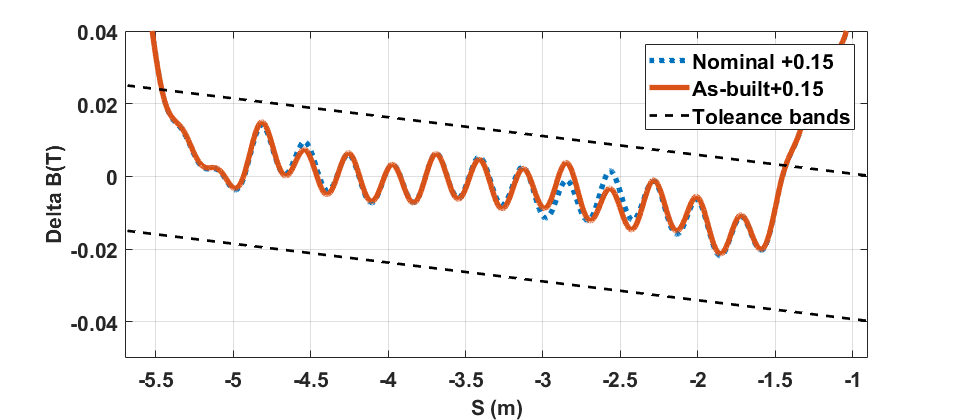 0.04
0.02
0
-0.02
-0.04
Delta B(T)
Nominal +0.15
As-built+0.15
Toleance bands
-5.5 -5 -4.5 -4 -3.5 -3 -2.5 -2 -1.5 -1
S (m)